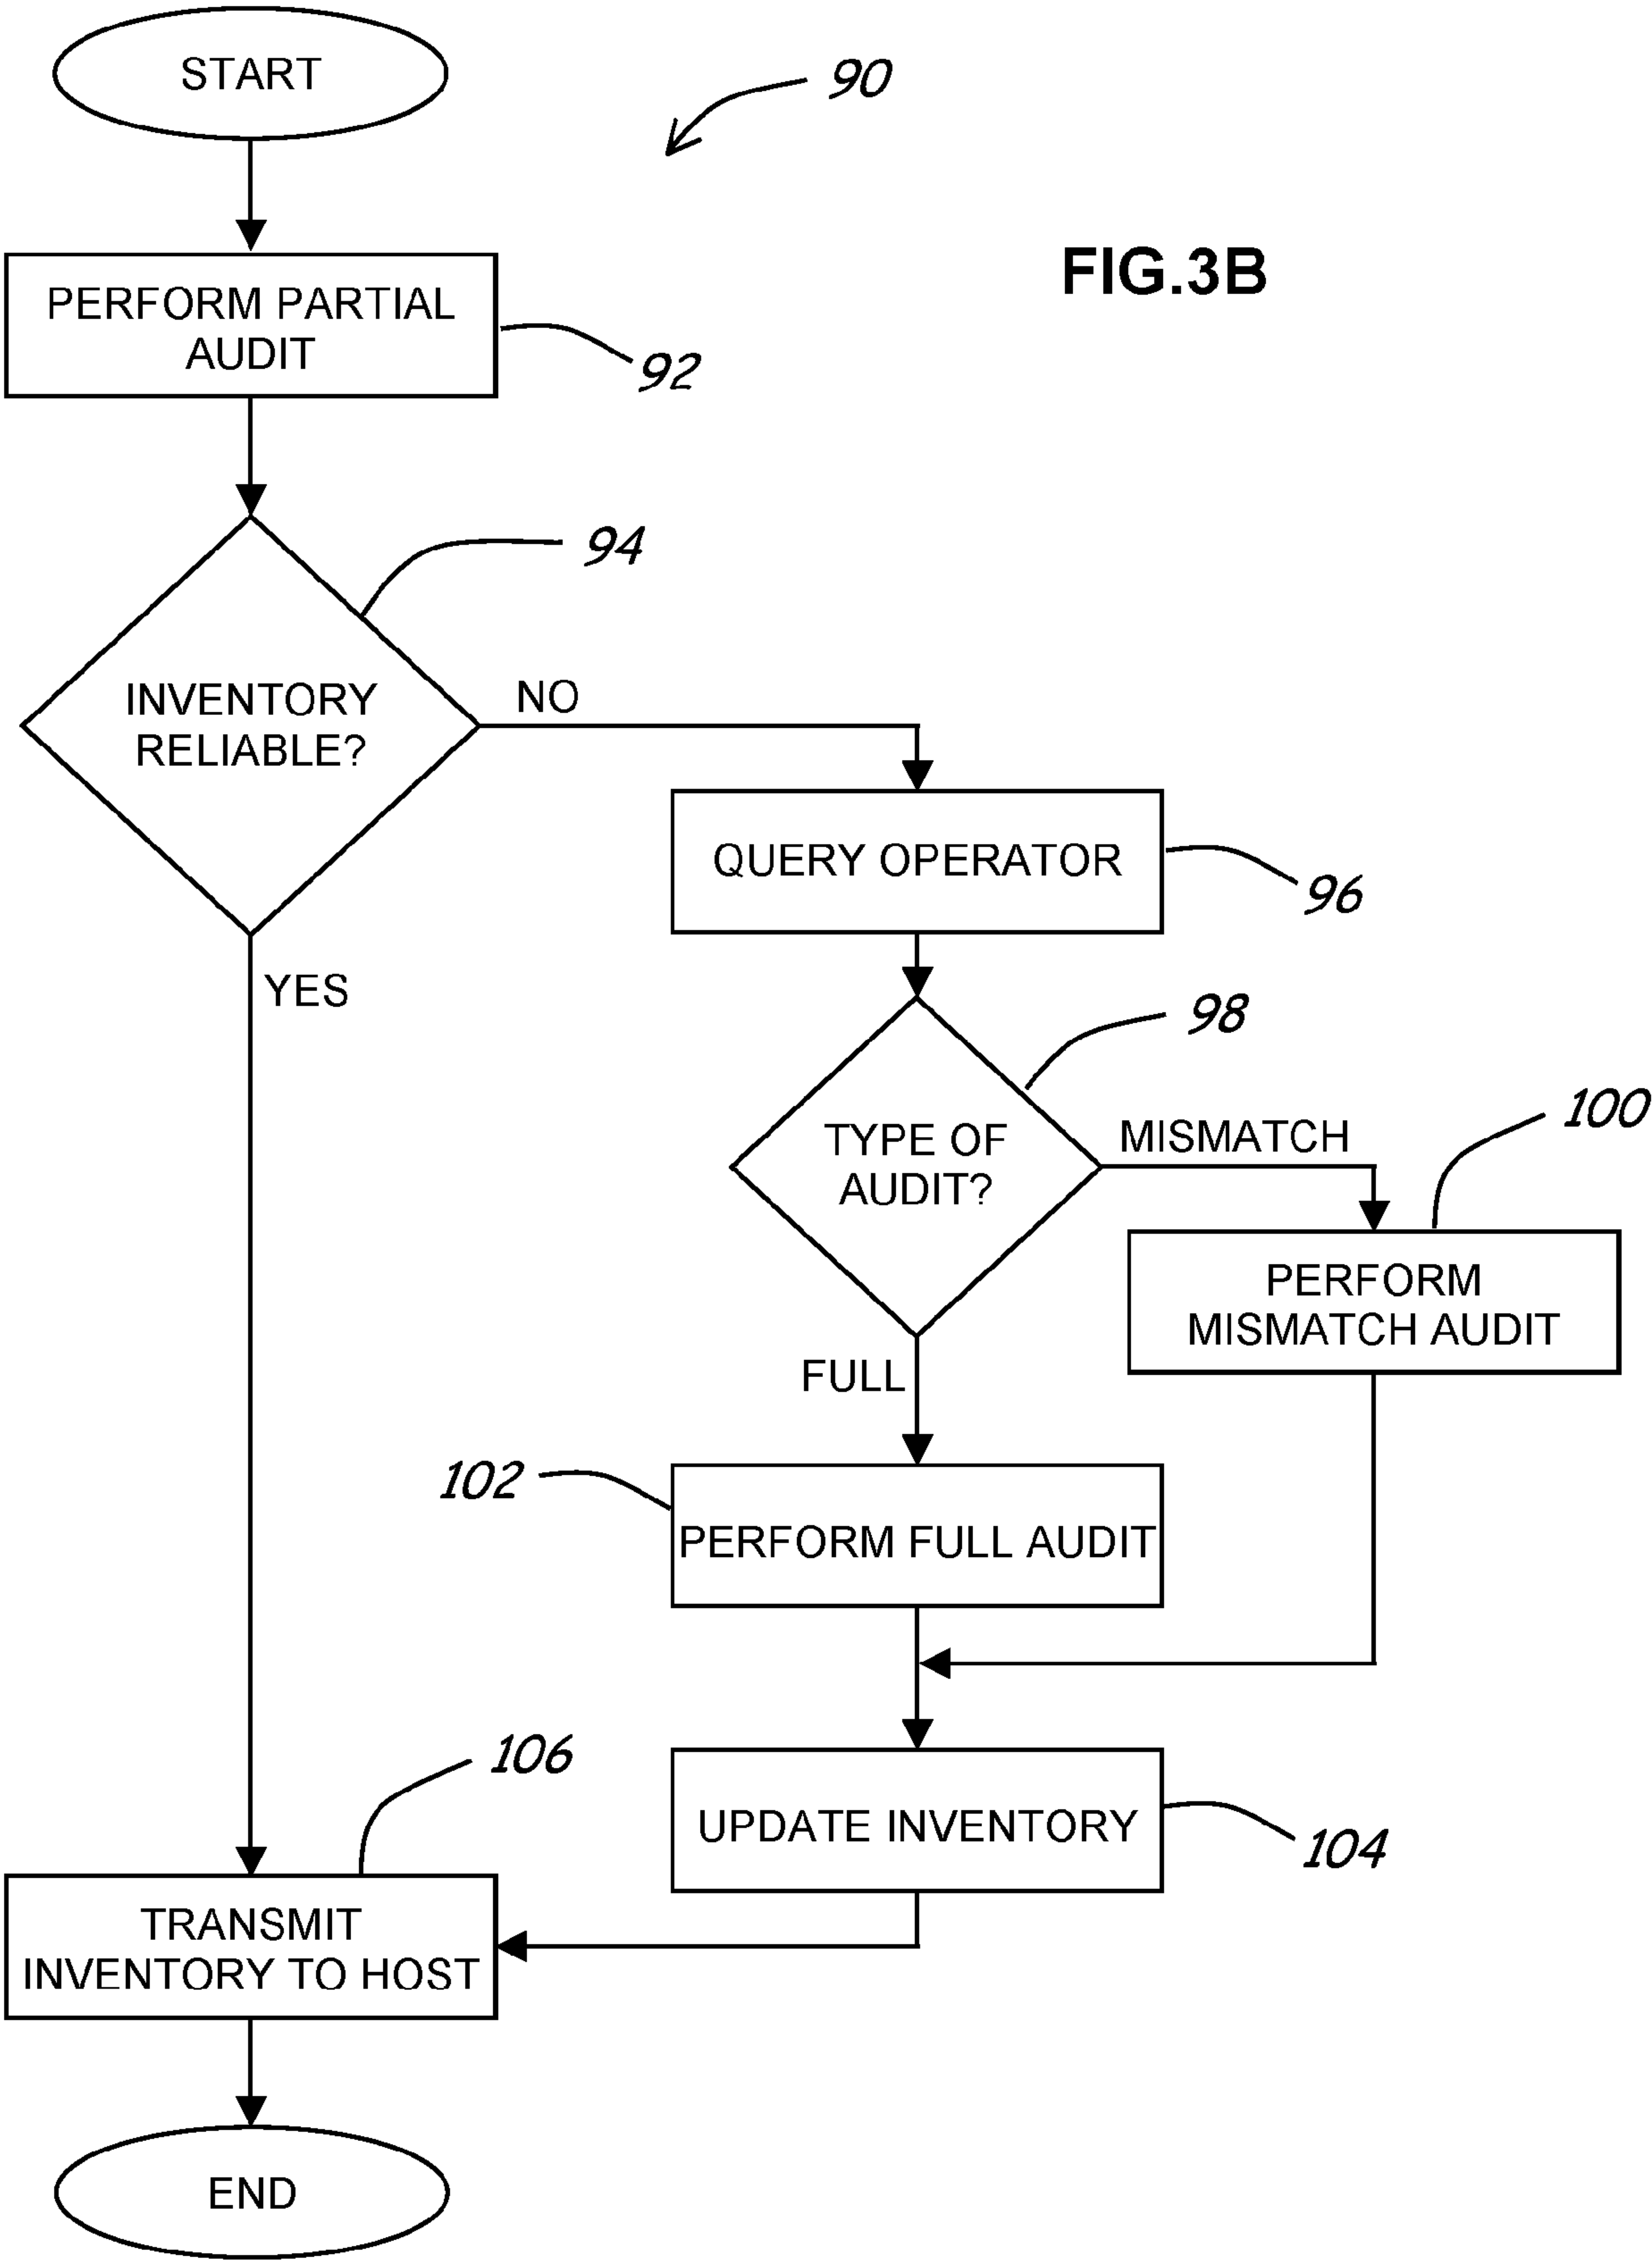 START
90
FIG.3B
PERFORM PARTIAL
AUDIT
92
94
INVENTORY
RELIABLE?
NO
QUERY OPERATOR
96
YES
98
TYPE OF
AUDIT?
MISMATCH
100
PERFORM
MISMATCH AUDIT
FULL
102
PERFORM FULL AUDIT
106
UPDATE INVENTORY
104
TRANSMIT
INVENTORY TO HOST
END